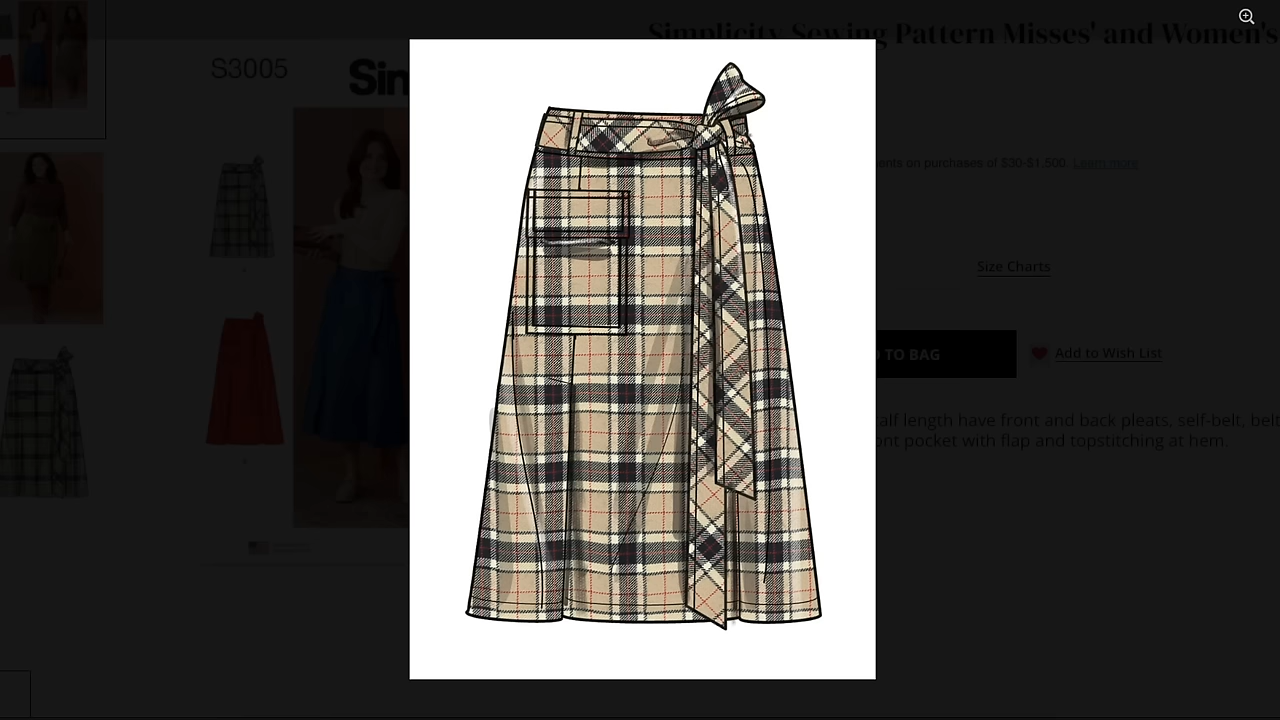 Simplicity Sewing Pattern Misses' and Women's
S3005
Sim
ents on purchases of $30-$1,500. Learn more
Size Charts
D TO BAG
Add to Wish List
alf length have front and back pleats, self-belt, belt
ont pocket with flap and topstitching at hem.